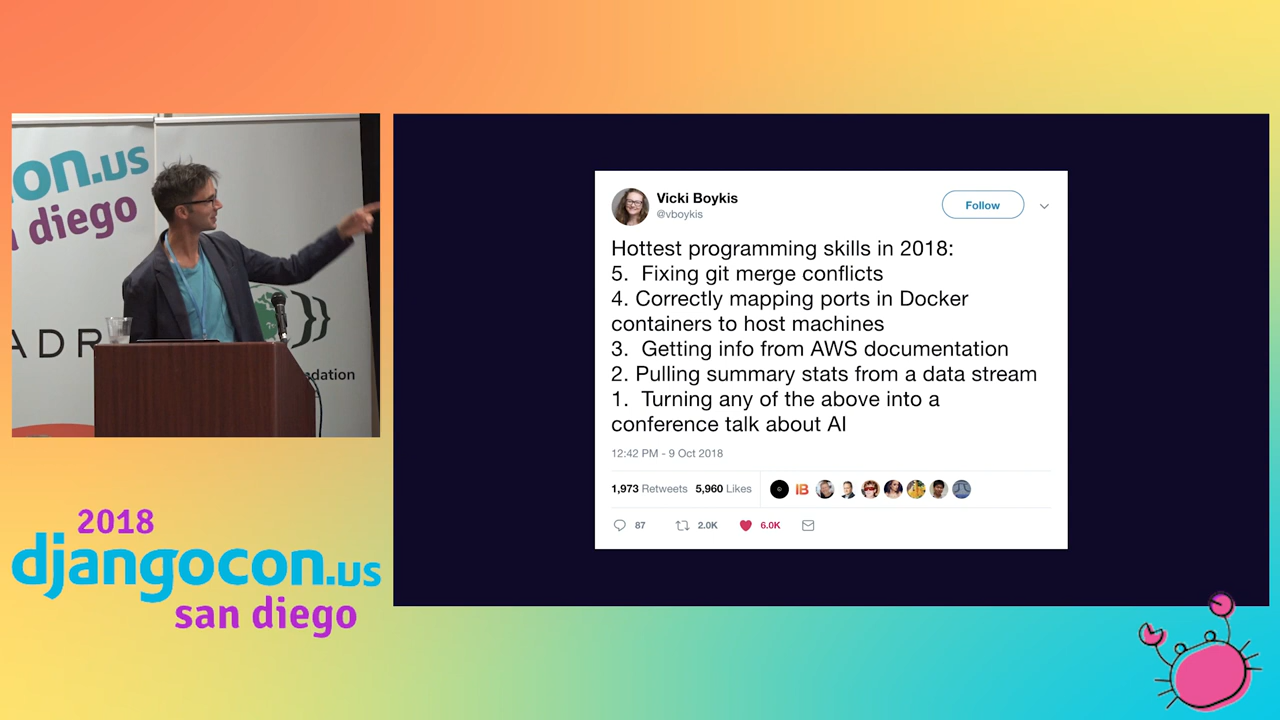 on.us
diego
ADR
dation
2018
djangocon.us
san diego
Vicki Boykis
@vboykis
Follow
Hottest programming skills in 2018:
5. Fixing git merge conflicts
4. Correctly mapping ports in Docker
containers to host machines
3. Getting info from AWS documentation
2. Pulling summary stats from a data stream
1. Turning any of the above into a
conference talk about AI
12:42 PM - 9 Oct 2018
1,973 Retweets 5,960 Likes
IB
87 2.0K 6.0K